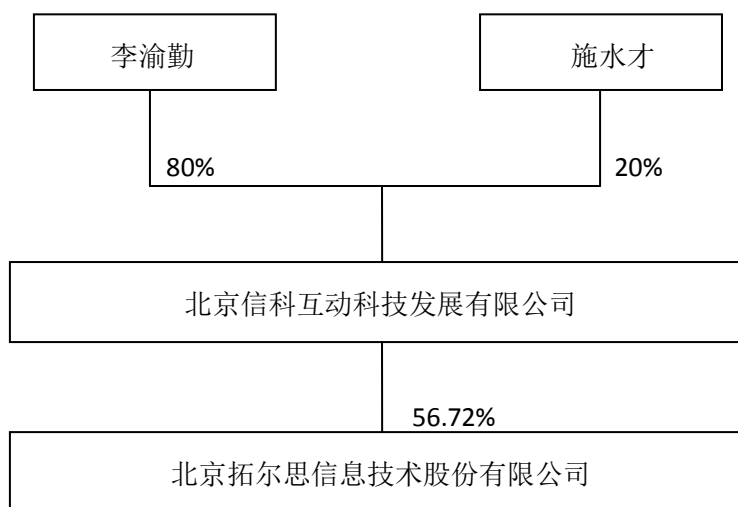 李渝勤
施水才
80%
20%
北京信科互动科技发展有限公司
56.72%
北京拓尔思信息技术股份有限公司